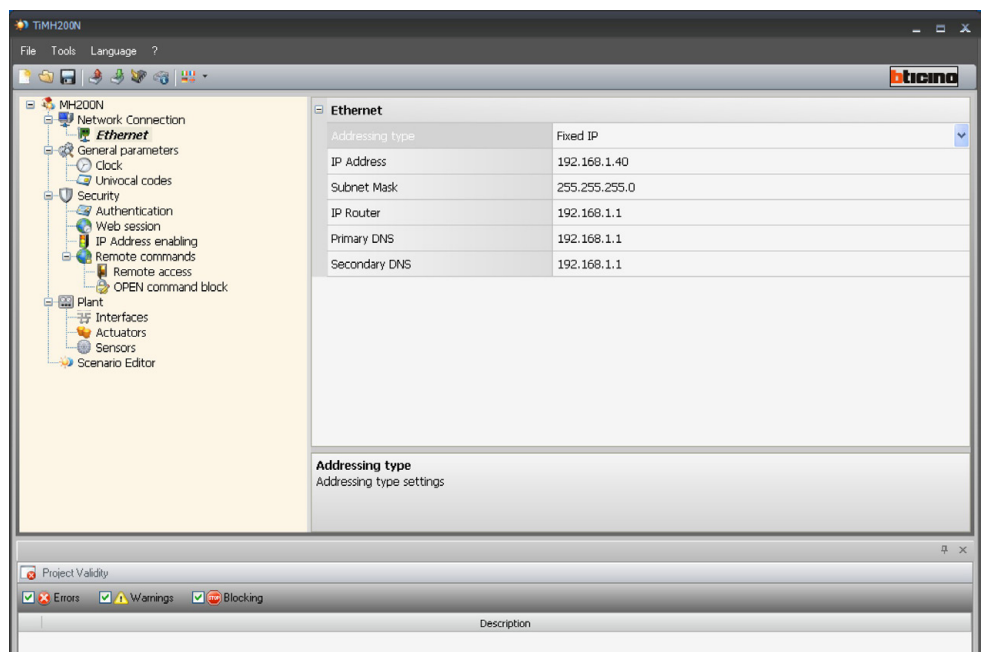 TiMH200N
File Tools Language ?
bticino
MH200N
Network Connection
Ethernet
General parameters
Clock
Univocal codes
Security
Authentication
Web session
IP Address enabling
Remote commands
Remote access
OPEN command block
Plant
Interfaces
Actuators
Sensors
Scenario Editor
Ethernet
Addressing type Fixed IP
IP Address 192.168.1.40
Subnet Mask 255.255.255.0
IP Router 192.168.1.1
Primary DNS 192.168.1.1
Secondary DNS 192.168.1.1
Addressing type
Addressing type settings
Project Validity
Errors Warnings Blocking
Description